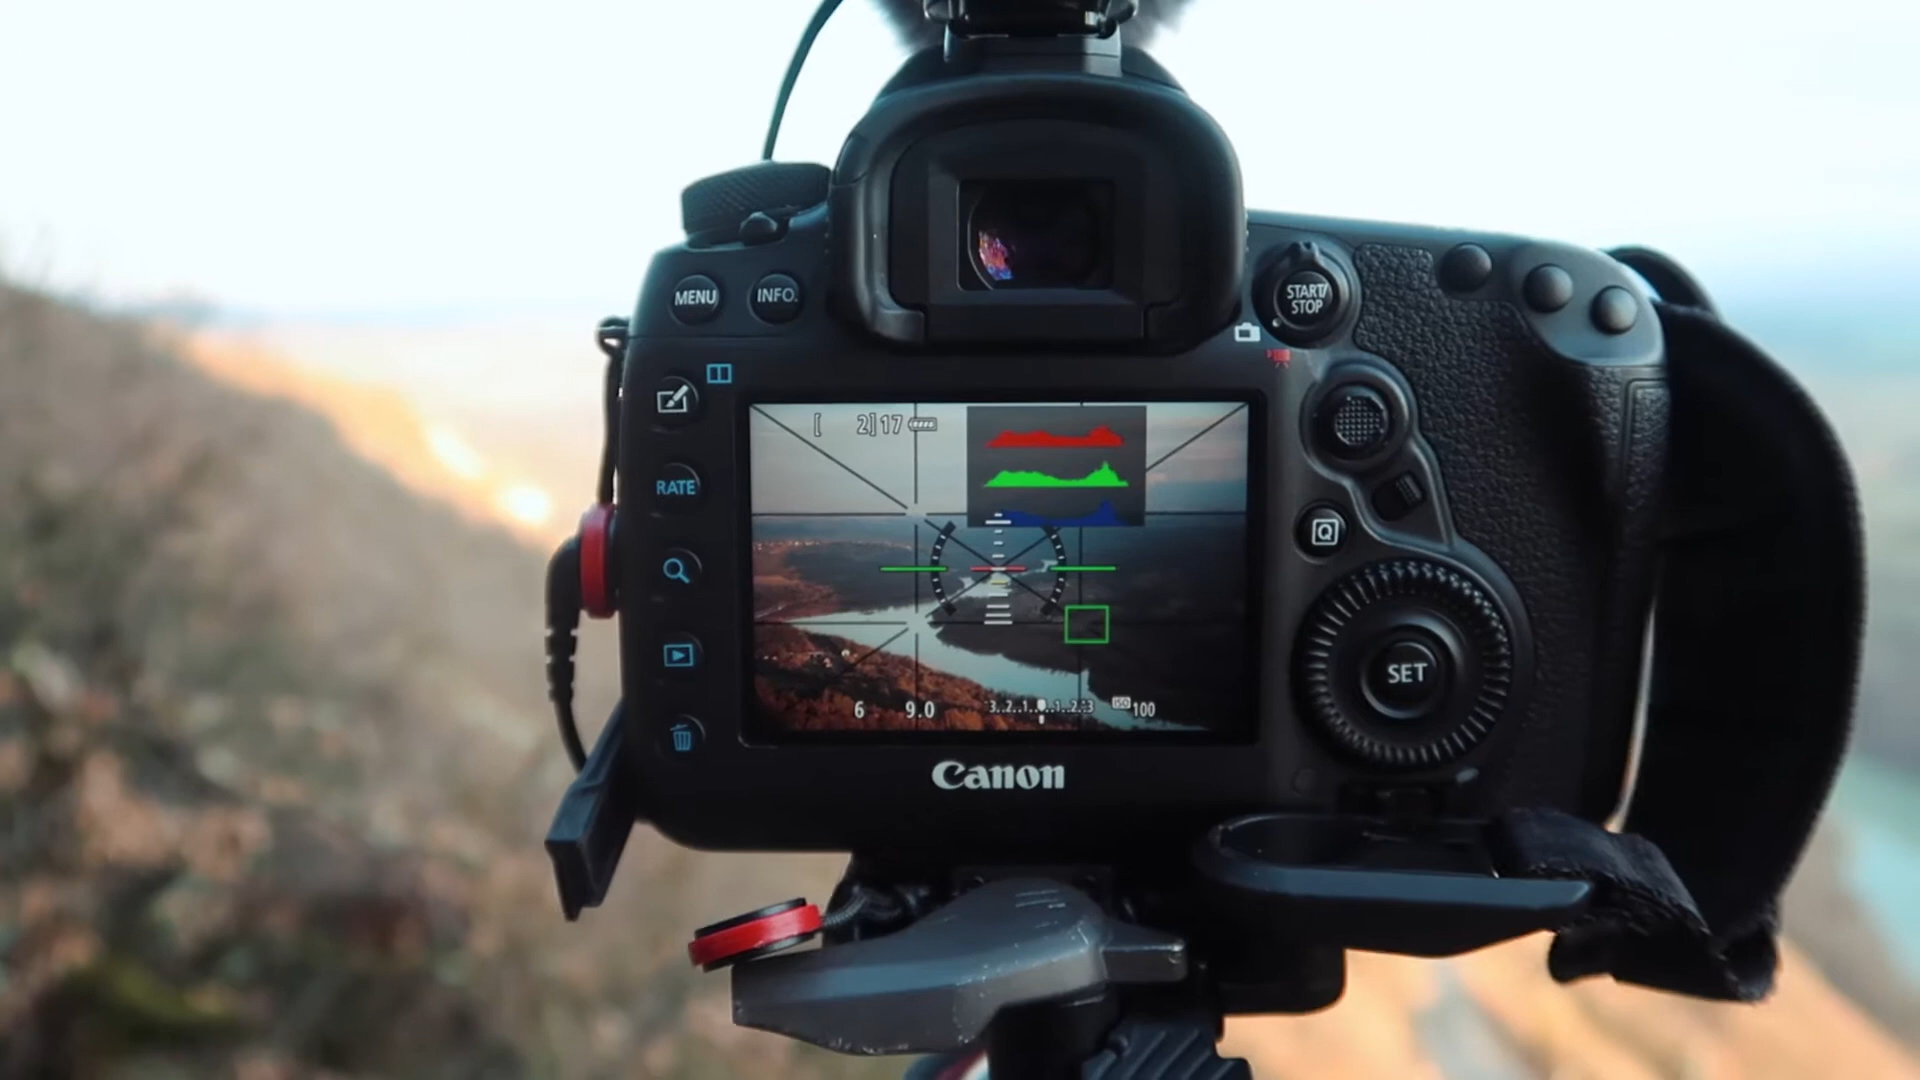 MENU
INFO.
START/
STOP
[ 2]17
RATE
Q
SET
6 9.0 3..2..1..¦..1..2..3 ISO 100
Canon